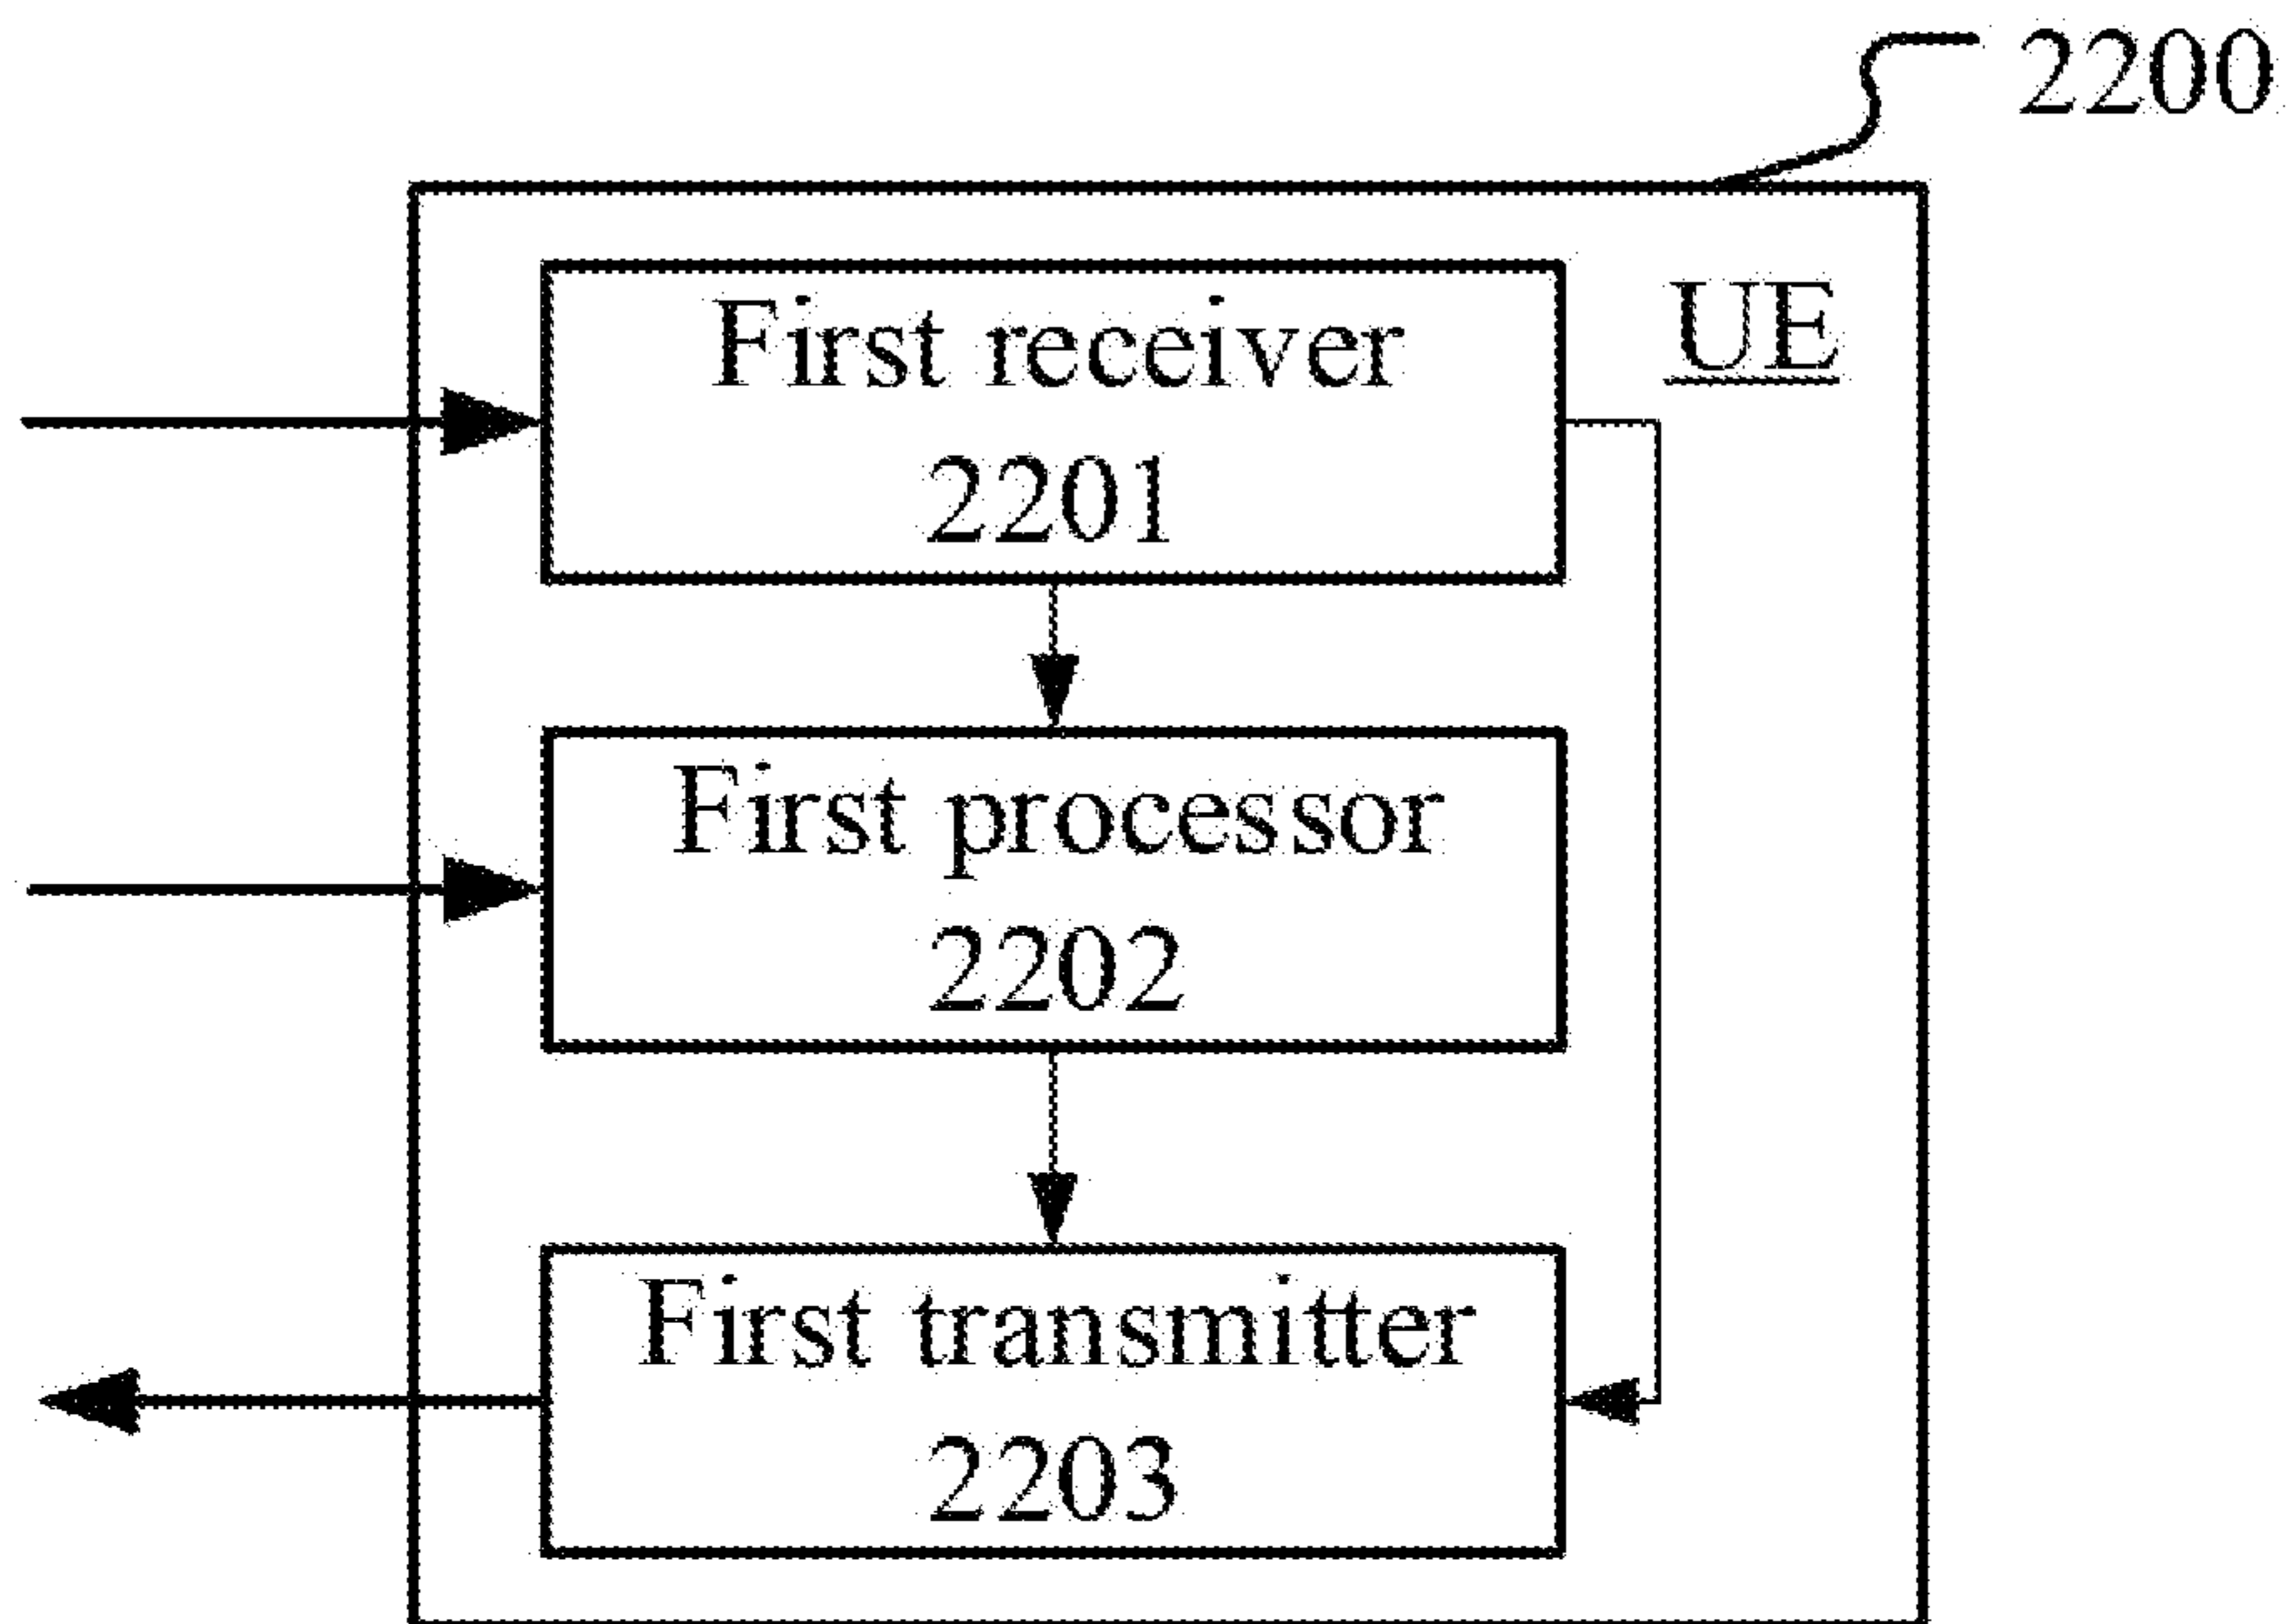 2200
First receiver
2201
UE
First processor
2202
First transmitter
2203